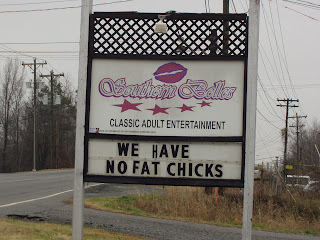 Southern Belles
CLASSIC ADULT ENTERTAINMENT
WE HAVE
NO FAT CHICKS